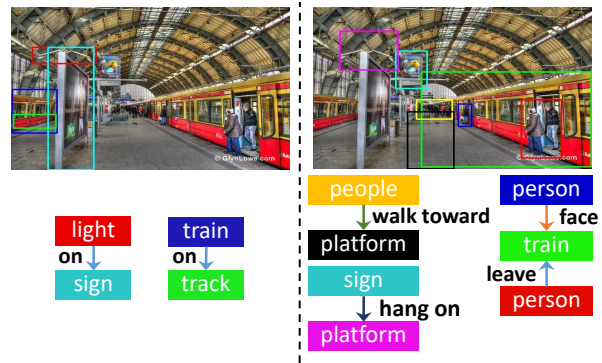 © GlynLowe.com
© GlynLowe.com
light
on
sign
train
on
track
people
walk toward
platform
sign
hang on
platform
person
face
train
leave
person